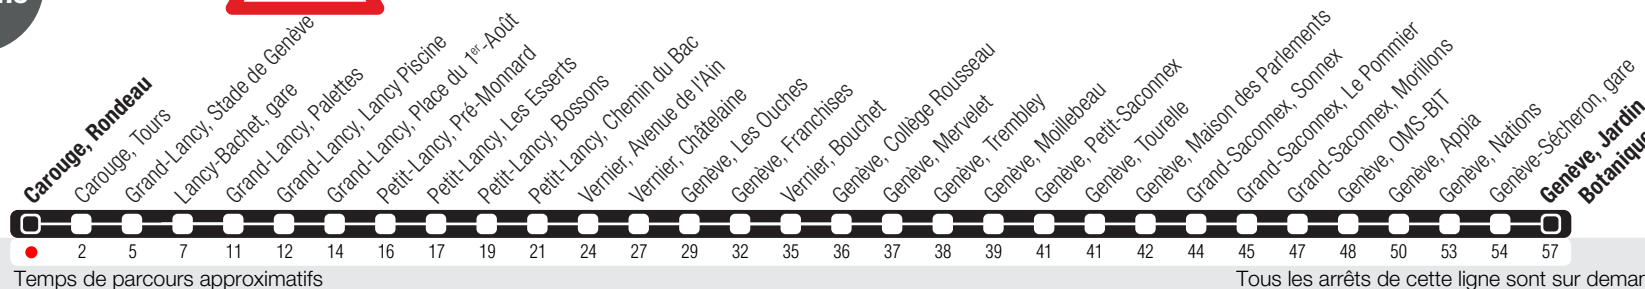 Carouge, Rondeau
Carouge, Tours
Grand-Lancy, Stade de Genève
Lancy-Bachet, gare
Grand-Lancy, Palettes
Grand-Lancy, Lancy Piscine
Grand-Lancy, Place du 1er-Août
Petit-Lancy, Pré-Monnard
Petit-Lancy, Les Esserts
Petit-Lancy, Bossons
Petit-Lancy, Chemin du Bac
Vernier, Avenue de l'Ain
Vernier, Châtelaine
Genève, Les Ouches
Genève, Franchises
Vernier, Bouchet
Genève, Collège Rousseau
Genève, Mervelet
Genève, Trembley
Genève, Moillebeau
Genève, Petit-Saconnex
Genève, Tourelle
Genève, Maison des Parlements
Grand-Saconnex, Sonnex
Grand-Saconnex, Le Pommier
Grand-Saconnex, Morillons
Genève, OMS-BIT
Genève, Appia
Genève, Nations
Genève-Sécheron, gare
Genève, Jardin
Botanique
2 5 7 11 12 14 16 17 19 21 24 27 29 32 35 36 37 38 39 41 41 42 44 45 47 48 50 53 54 57
Temps de parcours approximatifs
Tous les arrêts de cette ligne sont sur deman